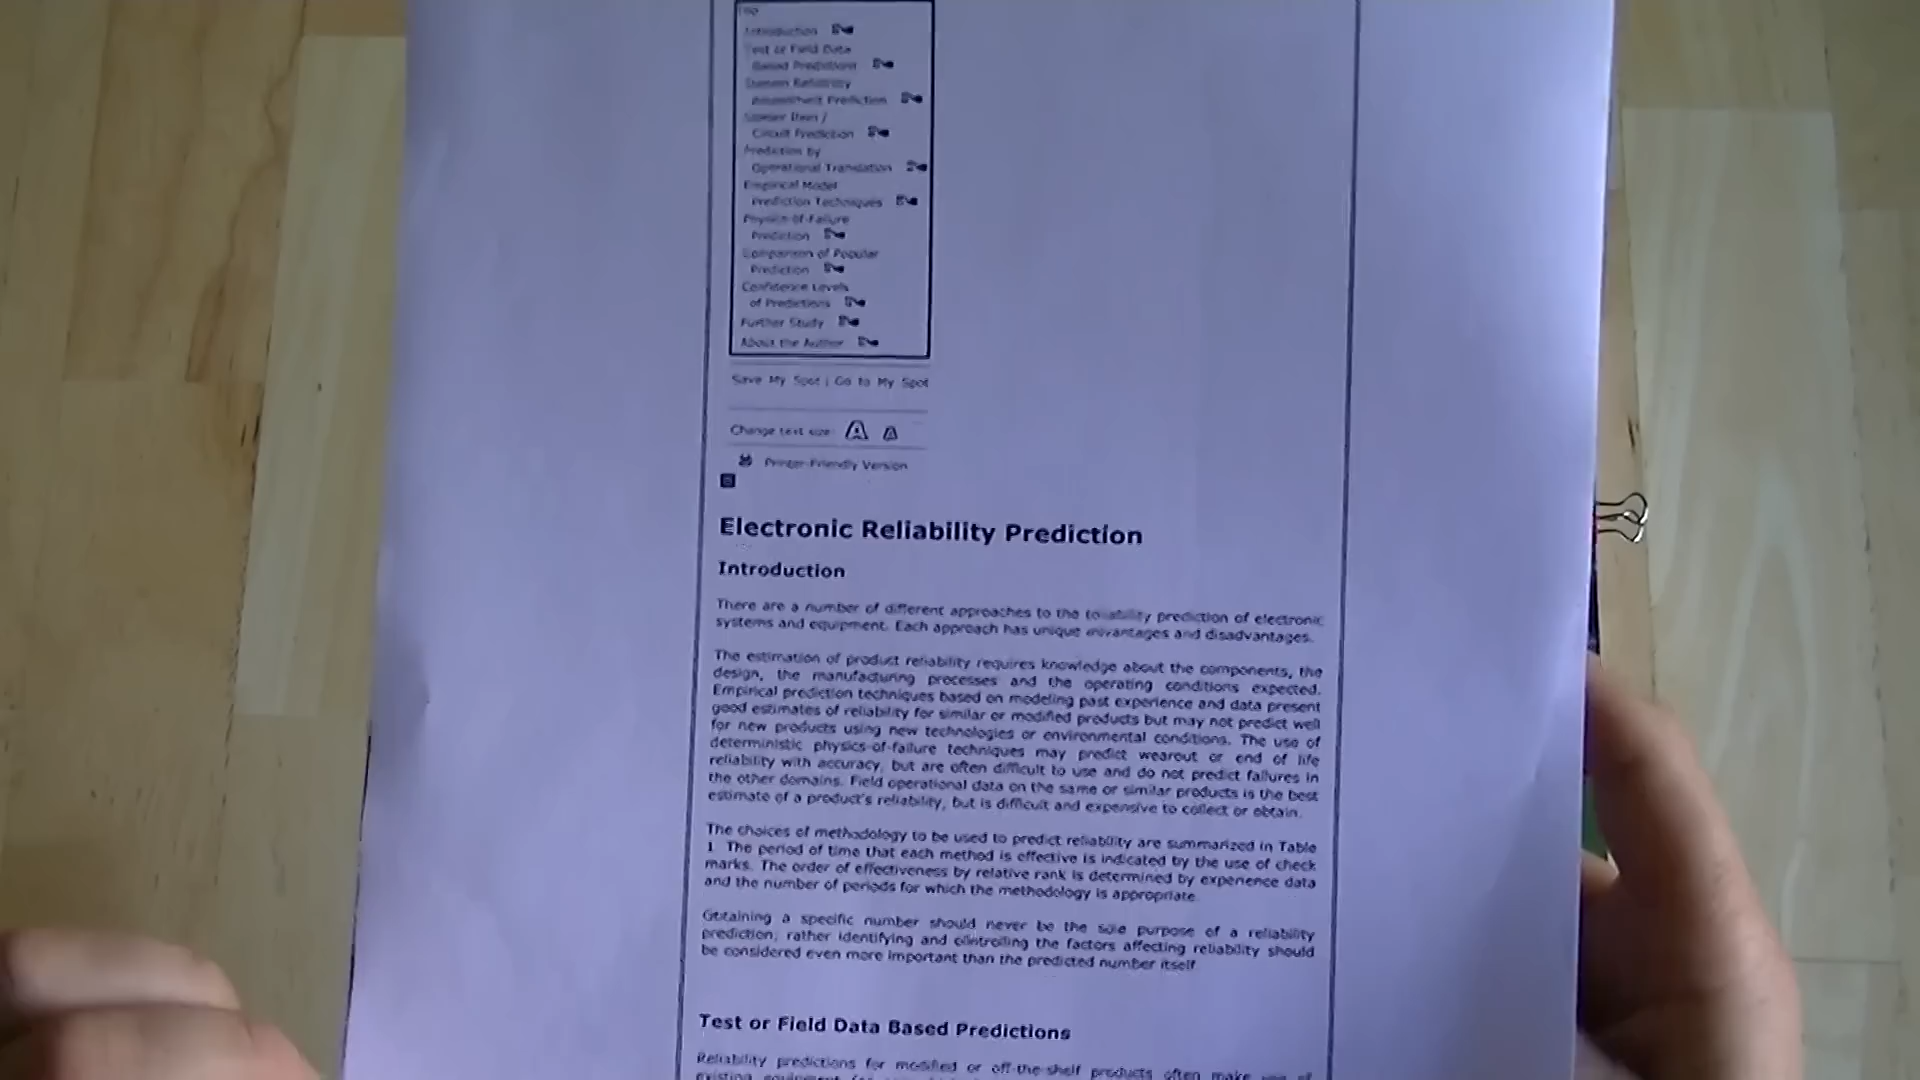 Top
Introduction
Test or Field Data
Based Predictions
System Reliability
Assessment Prediction
Similar Item /
Circuit Prediction
Prediction by
Operational Translation
Empirical Model
Prediction Techniques
Physics-of-Failure
Prediction
Comparison of Popular
Prediction
Confidence Levels
of Predictions
Further Study
About the Author
Save My Spot | Go to My Spot
Change text size: A A
Printer-Friendly Version
Electronic Reliability Prediction
Introduction
There are a number of different approaches to the reliability prediction of electronic
systems and equipment. Each approach has unique advantages and disadvantages.
The estimation of product reliability requires knowledge about the components, the
design, the manufacturing processes and the operating conditions expected.
Empirical prediction techniques based on modeling past experience and data present
good estimates of reliability for similar or modified products but may not predict well
for new products using new technologies or environmental conditions. The use of
deterministic physics-of-failure techniques may predict wearout or end of life
reliability with accuracy, but are often difficult to use and do not predict failures in
the other domains. Field operational data on the same or similar products is the best
estimate of a product's reliability, but is difficult and expensive to collect or obtain.
The choices of methodology to be used to predict reliability are summarized in Table
1. The period of time that each method is effective is indicated by the use of check
marks. The order of effectiveness by relative rank is determined by experience data
and the number of periods for which the methodology is appropriate.
Obtaining a specific number should never be the sole purpose of a reliability
prediction; rather identifying and controlling the factors affecting reliability should
be considered even more important than the predicted number itself.
Test or Field Data Based Predictions
Reliability predictions for modified or off-the-shelf products often make use of
existing equipment